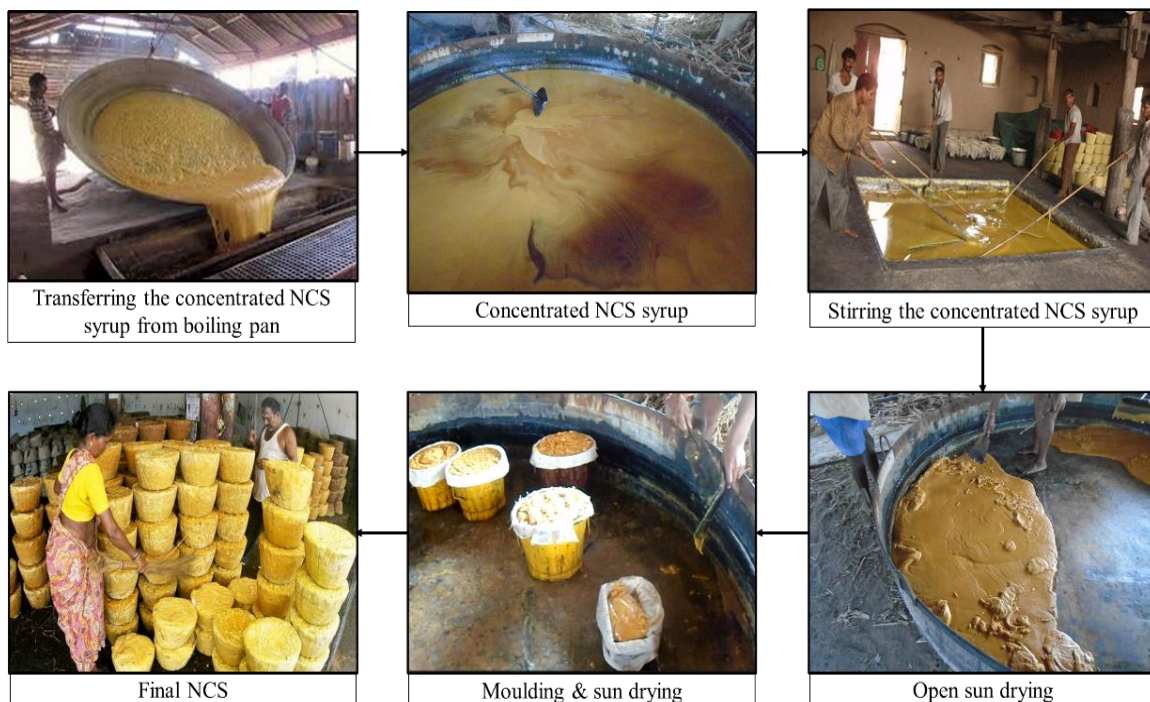 Transferring the concentrated NCS
syrup from boiling pan
Concentrated NCS syrup
Stirring the concentrated NCS syrup
Open sun drying
Moulding & sun drying
Final NCS